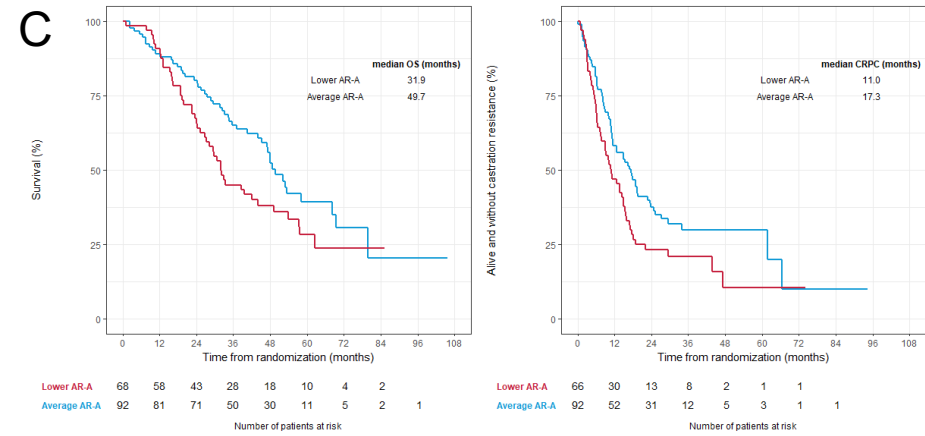 C
median OS (months)
Lower AR-A 31.9
Average AR-A 49.7
Survival (%)
100
75
50
25
0
0 12 24 36 48 60 72 84 96 108
Time from randomization (months)
Lower AR-A 68 58 43 28 18 10 4 2
Average AR-A 92 81 71 50 30 11 5 2 1
Number of patients at risk
median CRPC (months)
Lower AR-A 11.0
Average AR-A 17.3
Alive and without castration resistance (%)
100
75
50
25
0
0 12 24 36 48 60 72 84 96 108
Time from randomization (months)
Lower AR-A 66 30 13 8 2 1 1
Average AR-A 92 52 31 12 5 3 1 1
Number of patients at risk